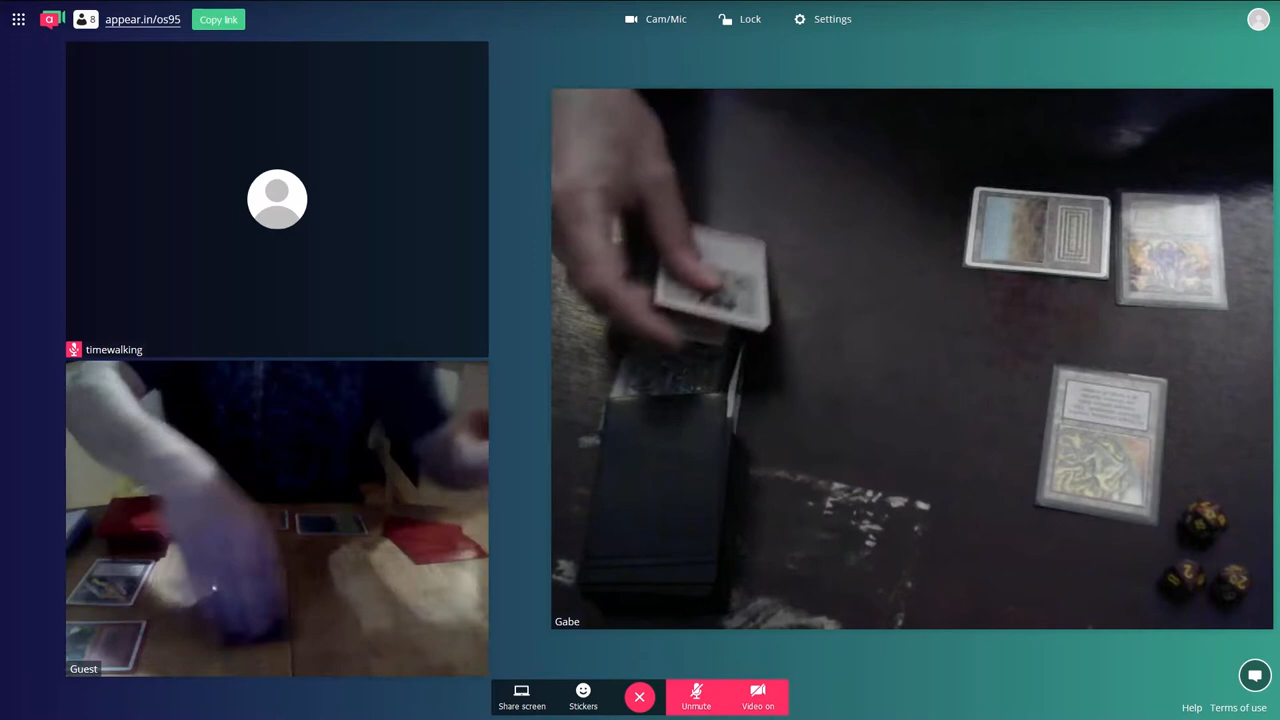 8
appear.in/os95
Copy link
Cam/Mic
Lock
Settings
timewalking
Guest
Gabe
Share screen
Stickers
Unmute
Video on
Help
Terms of use